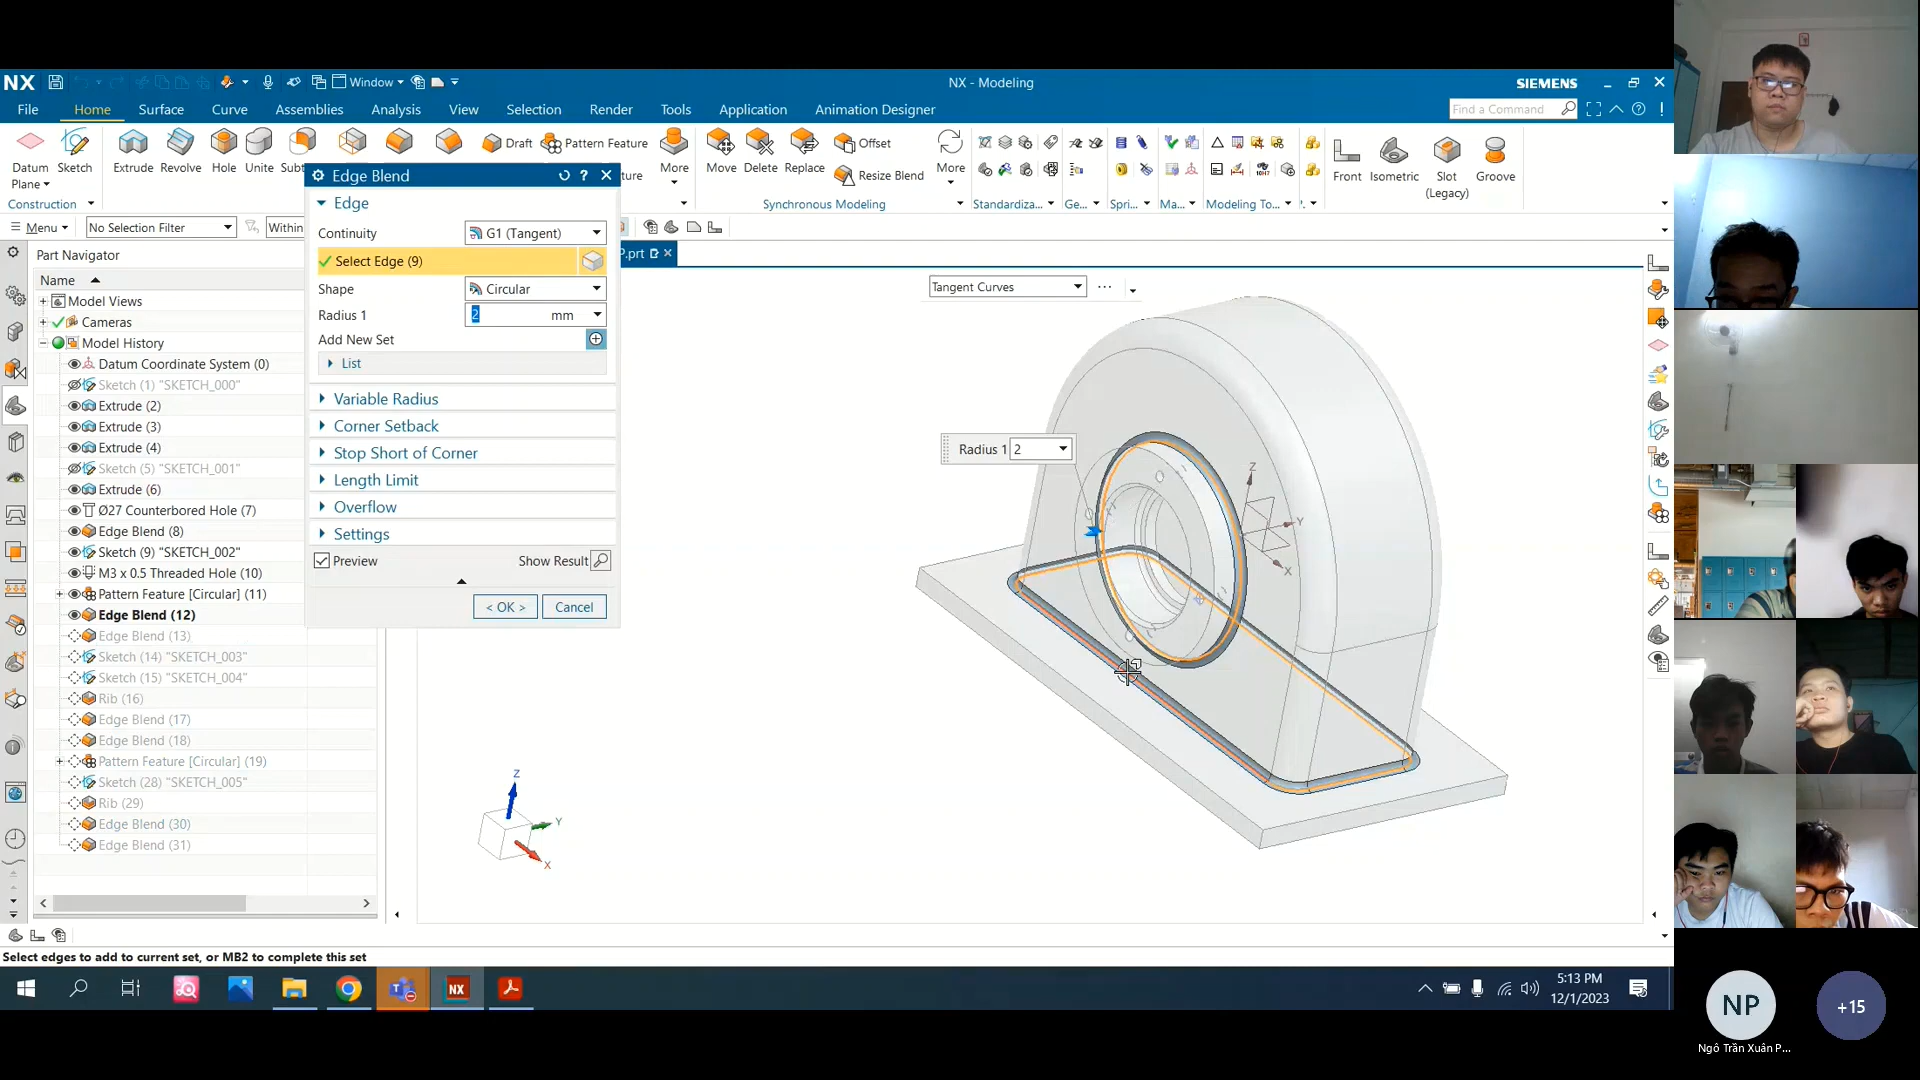 NX
Window
NX - Modeling
SIEMENS
File
Home
Surface
Curve
Assemblies
Analysis
View
Selection
Render
Tools
Application
Animation Designer
Find a Command
Datum Plane
Sketch
Extrude
Revolve
Hole
Unite
Draft
Pattern Feature
More
Move
Delete
Replace
Offset
Resize Blend
More
Front
Isometric
Slot (Legacy)
Groove
Construction
Synchronous Modeling
Standardiza...
Ge...
Spri...
Ma...
Modeling To...
Menu
No Selection Filter
Within
Part Navigator
Name
Model Views
Cameras
Model History
Datum Coordinate System (0)
Sketch (1) "SKETCH_000"
Extrude (2)
Extrude (3)
Extrude (4)
Sketch (5) "SKETCH_001"
Extrude (6)
Ø27 Counterbored Hole (7)
Edge Blend (8)
Sketch (9) "SKETCH_002"
M3 x 0.5 Threaded Hole (10)
Pattern Feature [Circular] (11)
Edge Blend (12)
Edge Blend (13)
Sketch (14) "SKETCH_003"
Sketch (15) "SKETCH_004"
Rib (16)
Edge Blend (17)
Edge Blend (18)
Pattern Feature [Circular] (19)
Sketch (28) "SKETCH_005"
Rib (29)
Edge Blend (30)
Edge Blend (31)
Edge Blend
Edge
Continuity
G1 (Tangent)
Select Edge (9)
Shape
Circular
Radius 1
2
mm
Add New Set
List
Variable Radius
Corner Setback
Stop Short of Corner
Length Limit
Overflow
Settings
Preview
Show Result
< OK >
Cancel
P.prt
Tangent Curves
Radius 1 2
Z
Y
X
Z
Y
X
Select edges to add to current set, or MB2 to complete this set
NX
5:13 PM
12/1/2023
NP
+15
Ngô Trần Xuân P...